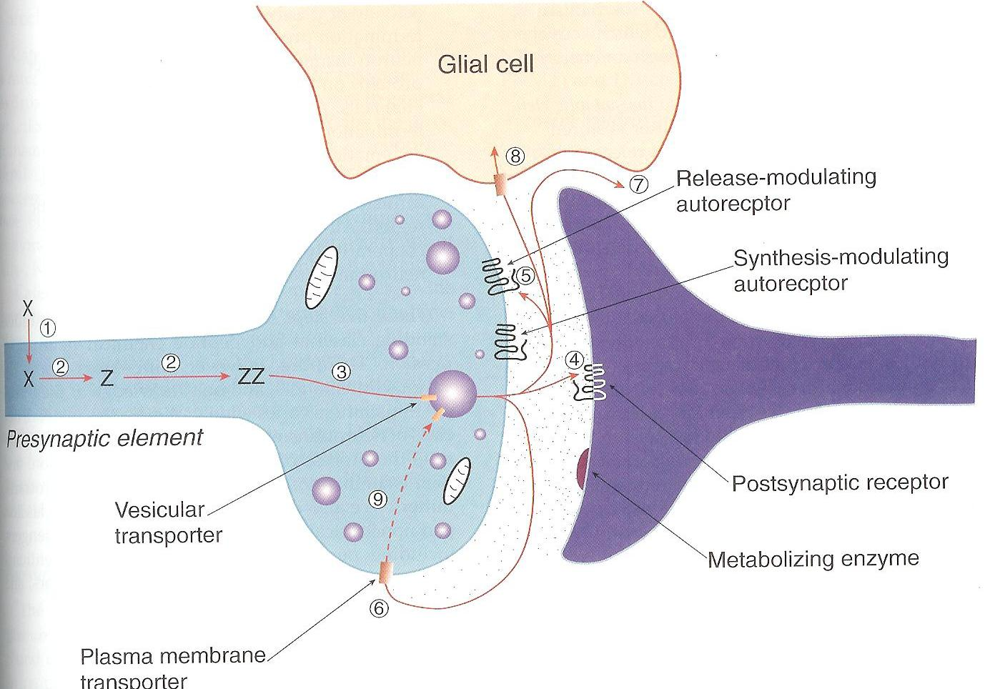 Glial cell
⑧
⑦
Release-modulating
autorecptor
Synthesis-modulating
autorecptor
⑤
X
①
④
X ② Z ② ZZ ③
Presynaptic element
Postsynaptic receptor
⑨
Vesicular
transporter
Metabolizing enzyme
⑥
Plasma membrane
transporter